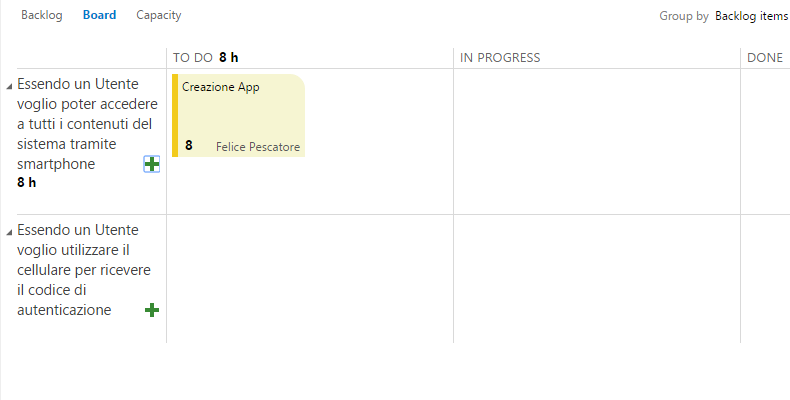 Backlog Board Capacity Group by Backlog items
TO DO 8 h IN PROGRESS DONE
Essendo un Utente
voglio poter accedere
a tutti i contenuti del
sistema tramite
smartphone
8 h
Creazione App
8 Felice Pescatore
Essendo un Utente
voglio utilizzare il
cellulare per ricevere
il codice di
autenticazione